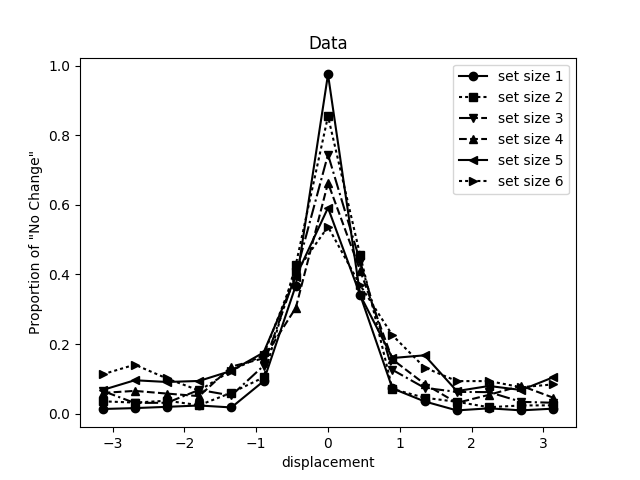 Data
1.0
0.8
0.6
0.4
0.2
0.0
Proportion of "No Change"
−3
−2
−1
0
1
2
3
displacement
set size 1
set size 2
set size 3
set size 4
set size 5
set size 6